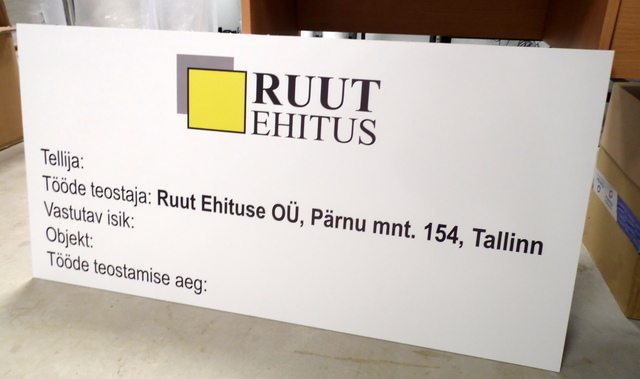 RUUT
EHITUS
Tellija:
Tööde teostaja: Ruut Ehituse OÜ, Pärnu mnt. 154, Tallinn
Vastutav isik:
Objekt:
Tööde teostamise aeg: